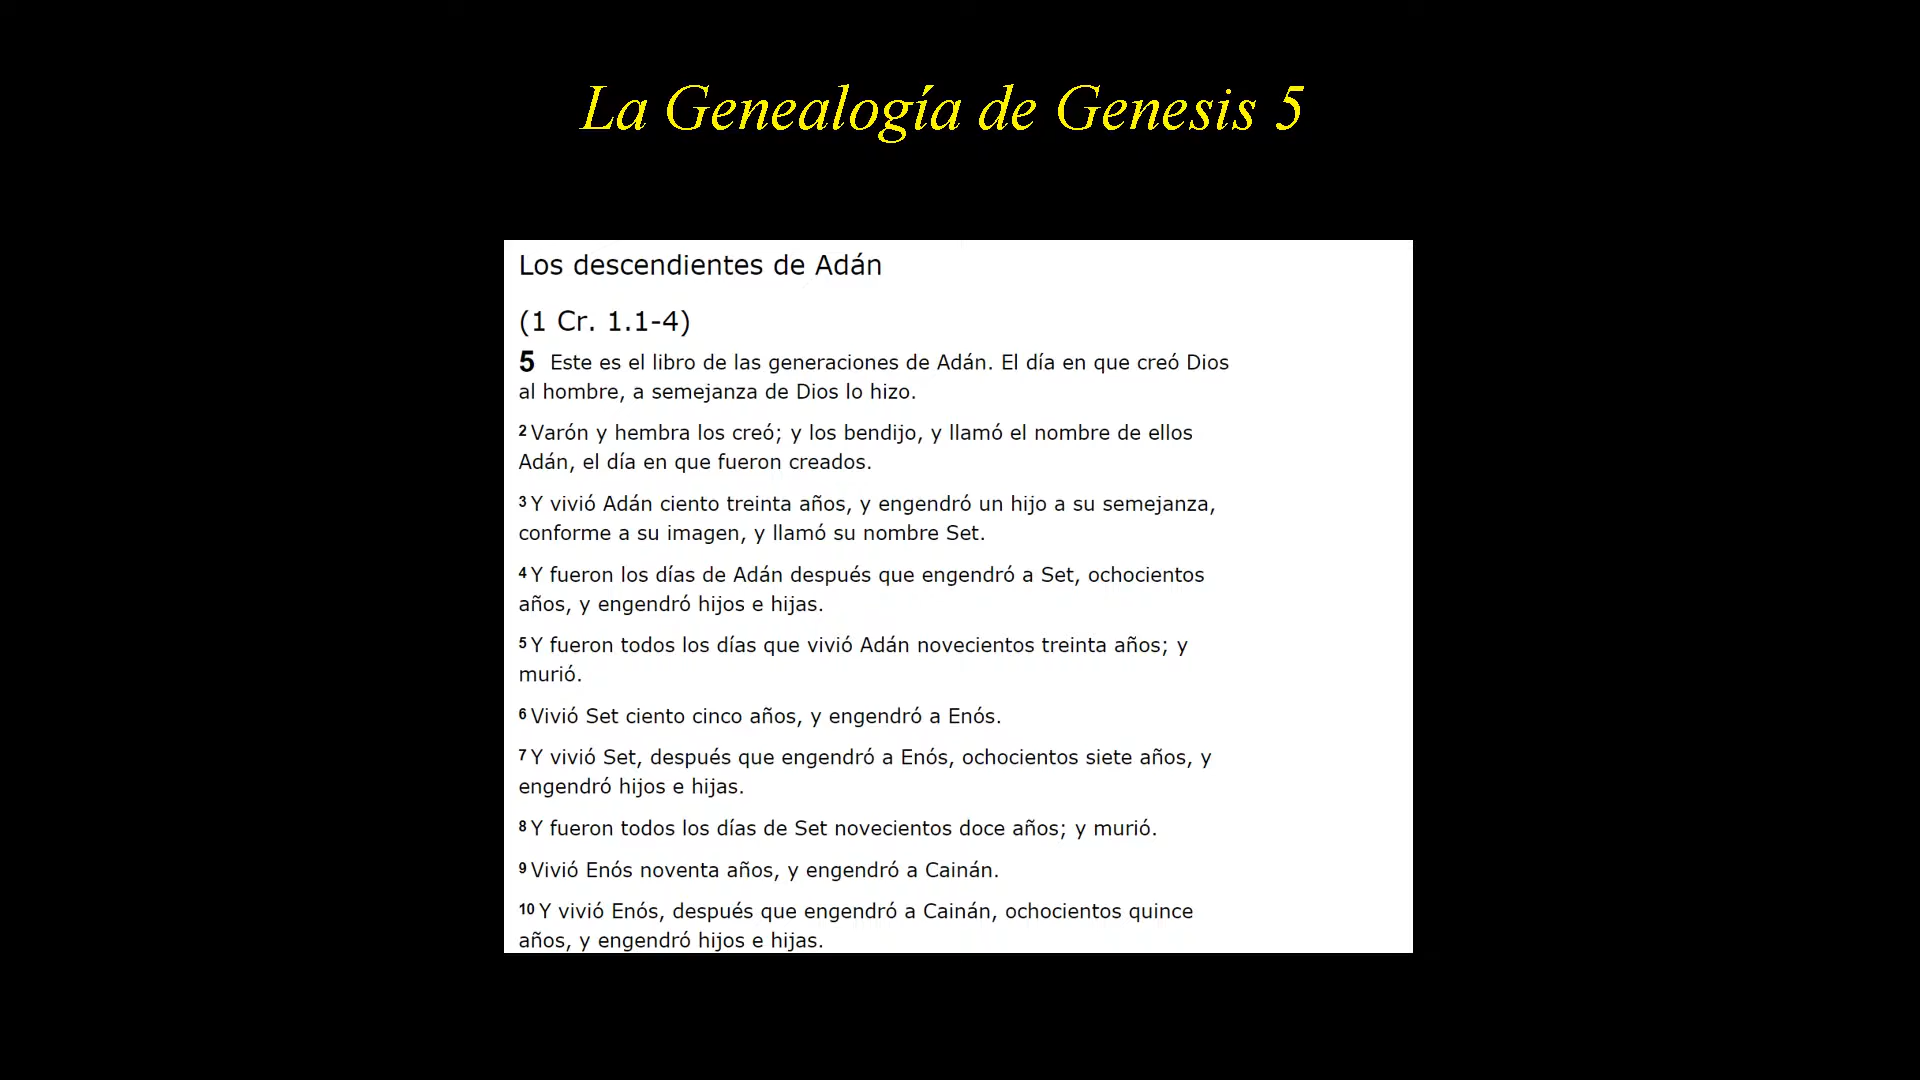 La Genealogía de Genesis 5
Los descendientes de Adán
(1 Cr. 1.1-4)
5 Este es el libro de las generaciones de Adán. El día en que creó Dios
al hombre, a semejanza de Dios lo hizo.
2 Varón y hembra los creó; y los bendijo, y llamó el nombre de ellos
Adán, el día en que fueron creados.
3 Y vivió Adán ciento treinta años, y engendró un hijo a su semejanza,
conforme a su imagen, y llamó su nombre Set.
4 Y fueron los días de Adán después que engendró a Set, ochocientos
años, y engendró hijos e hijas.
5 Y fueron todos los días que vivió Adán novecientos treinta años; y
murió.
6 Vivió Set ciento cinco años, y engendró a Enós.
7 Y vivió Set, después que engendró a Enós, ochocientos siete años, y
engendró hijos e hijas.
8 Y fueron todos los días de Set novecientos doce años; y murió.
9 Vivió Enós noventa años, y engendró a Cainán.
10 Y vivió Enós, después que engendró a Cainán, ochocientos quince
años, y engendró hijos e hijas.